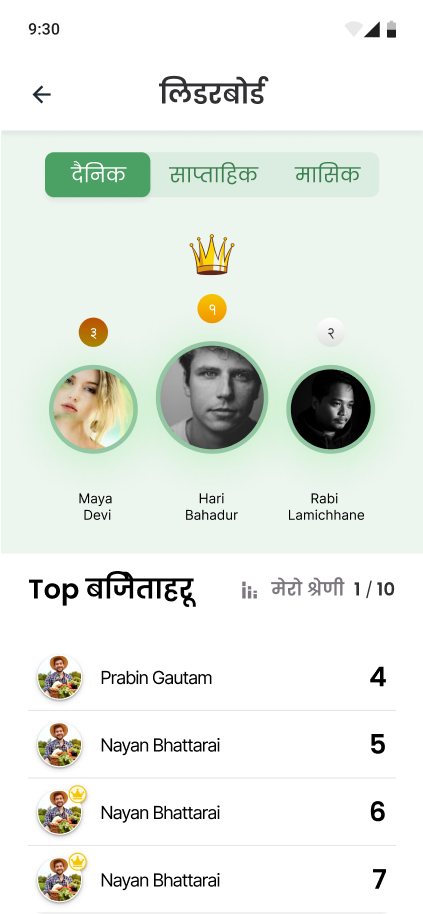 9:30
लिडरबोर्ड
दैनिक साप्ताहिक मासिक
१
३
२
Maya
Devi
Hari
Bahadur
Rabi
Lamichhane
Top बिजेताहरू
मेरो श्रेणी 1 / 10
Prabin Gautam 4
Nayan Bhattarai 5
Nayan Bhattarai 6
Nayan Bhattarai 7